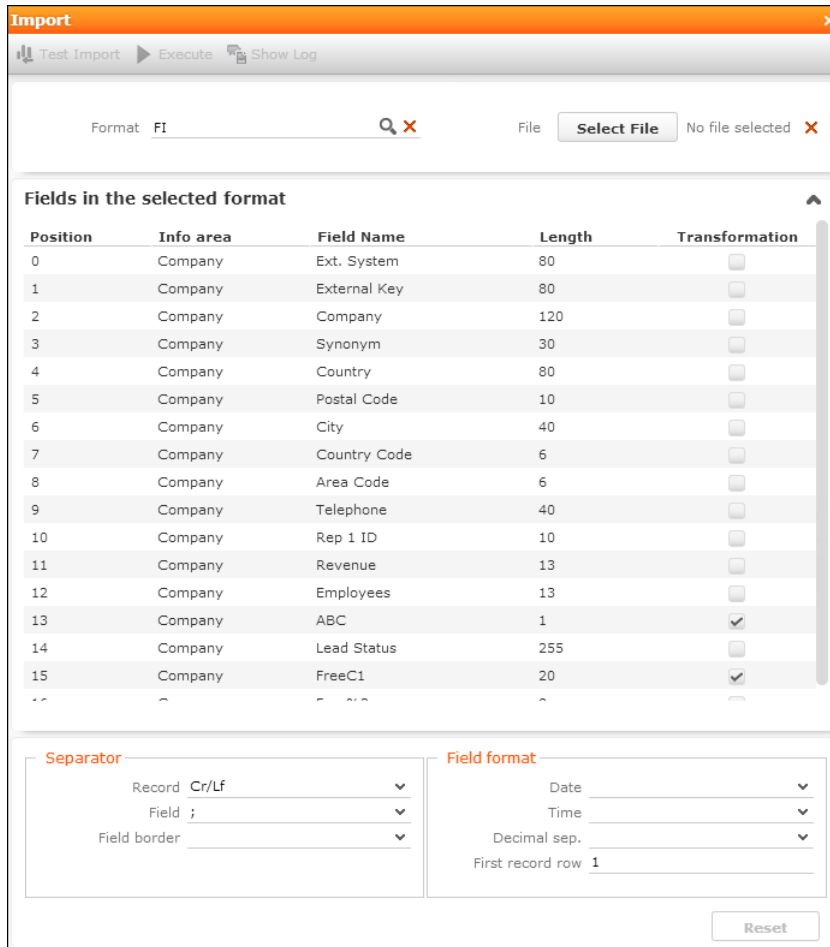 Import
Test Import Execute Show Log
Format FI File Select File No file selected
Fields in the selected format
Position Info area Field Name Length Transformation
0 Company Ext. System 80
1 Company External Key 80
2 Company Company 120
3 Company Synonym 30
4 Company Country 80
5 Company Postal Code 10
6 Company City 40
7 Company Country Code 6
8 Company Area Code 6
9 Company Telephone 40
10 Company Rep 1 ID 10
11 Company Revenue 13
12 Company Employees 13
13 Company ABC 1
14 Company Lead Status 255
15 Company FreeC1 20
Separator
Record Cr/Lf
Field ;
Field border
Field format
Date
Time
Decimal sep.
First record row 1
Reset